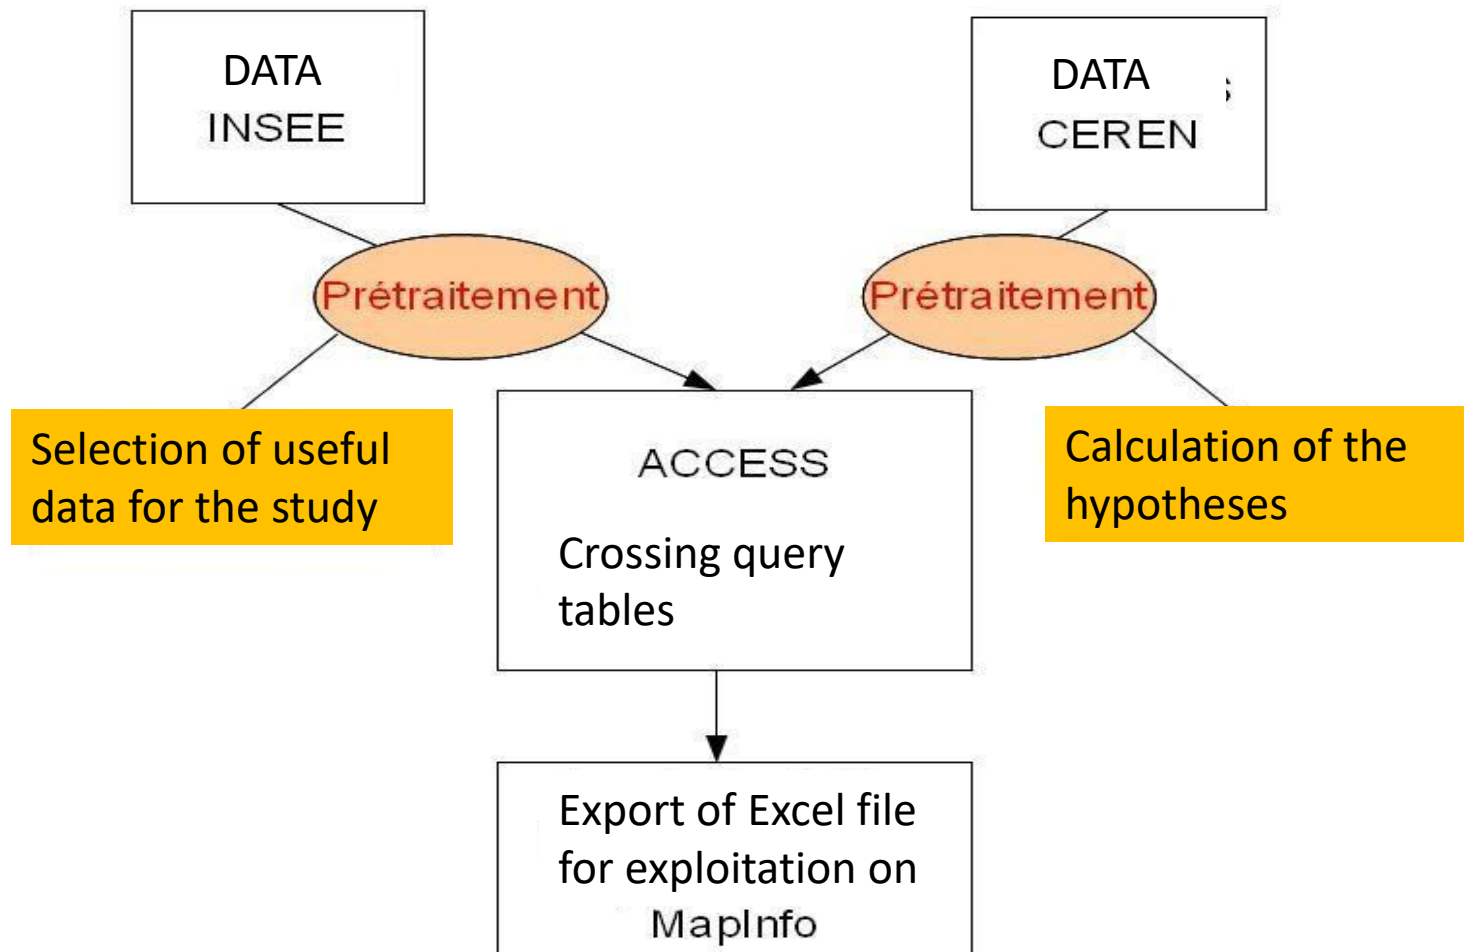 DATA
INSEE
DATA
CEREN
Prétraitement
Prétraitement
Selection of useful
data for the study
ACCESS
Crossing query
tables
Calculation of the
hypotheses
Export of Excel file
for exploitation on
MapInfo